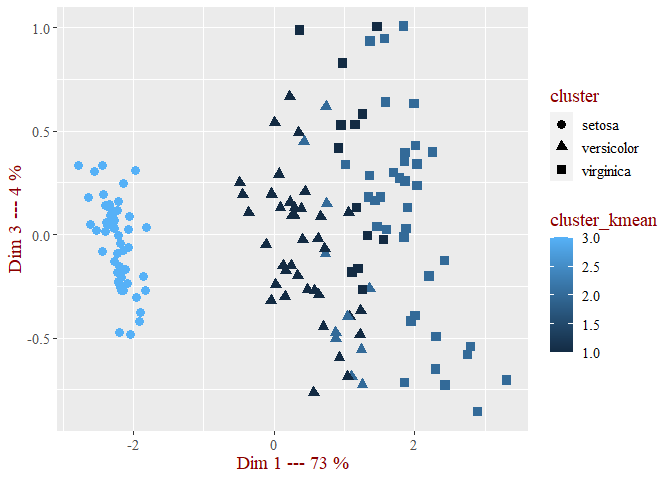 1.0
0.5
0.0
-0.5
Dim 3 --- 4 %
-2
0
2
Dim 1 --- 73 %
cluster
setosa
versicolor
virginica
cluster_kmean
3.0
2.5
2.0
1.5
1.0